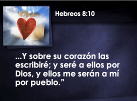 Hebreos 8:10
...Y sobre su corazón las
escribiré; y seré a ellos por
Dios, y ellos me serán a mí
por pueblo.”